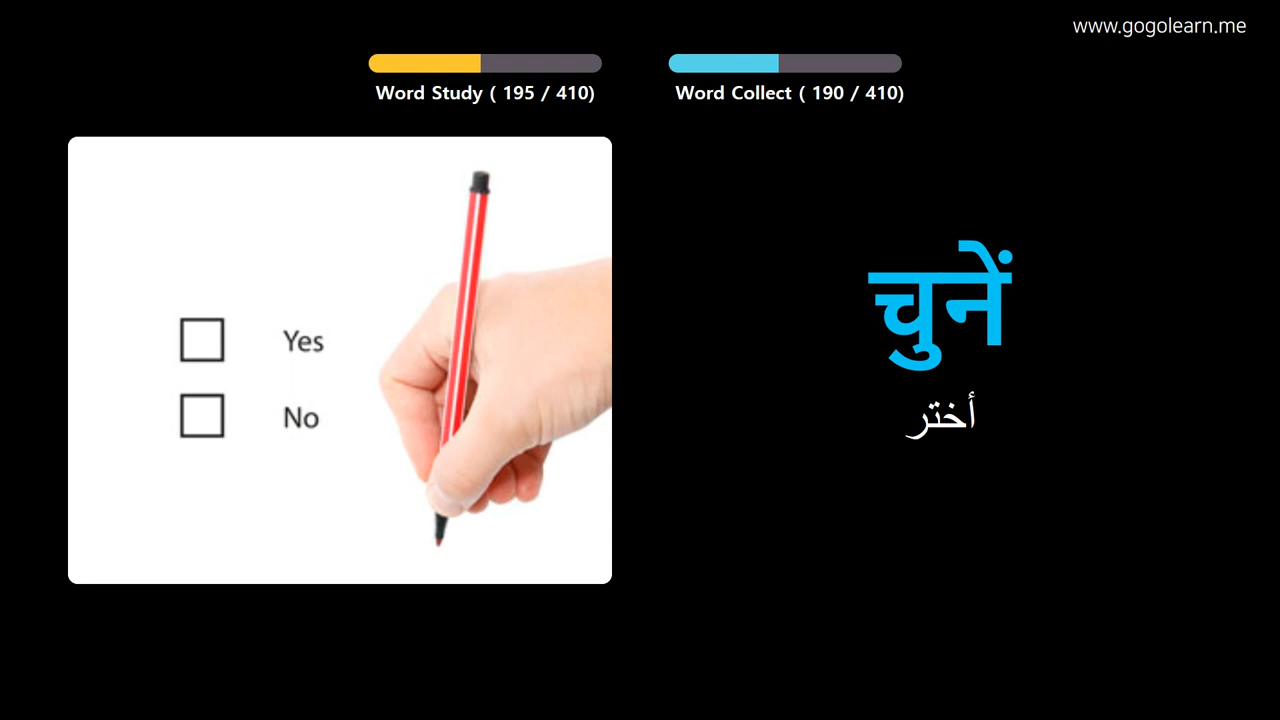 www.gogolearn.me
Word Study ( 195 / 410)
Word Collect ( 190 / 410)
Yes
No
चुनें
أختر